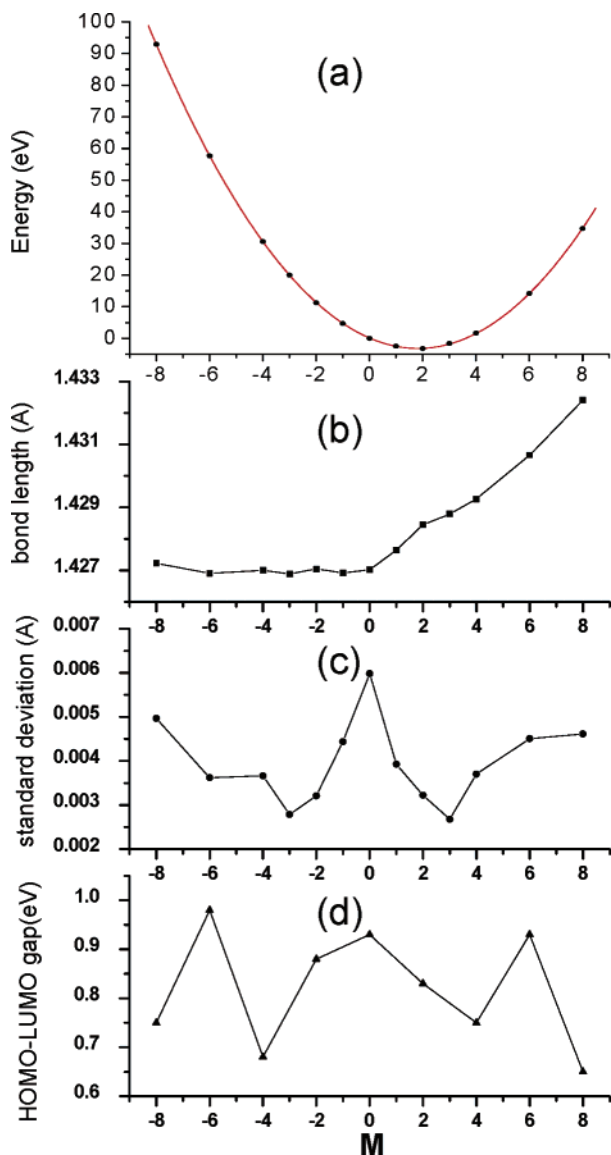 100
90
80
70
60
50
40
30
20
10
0
Energy (eV)
(a)
-8 -6 -4 -2 0 2 4 6 8
1.433
1.431
1.429
1.427
bond length (A)
(b)
-8 -6 -4 -2 0 2 4 6 8
0.007
0.006
0.005
0.004
0.003
0.002
standard deviation (A)
(c)
-8 -6 -4 -2 0 2 4 6 8
1.0
0.9
0.8
0.7
0.6
HOMO-LUMO gap(eV)
(d)
-8 -6 -4 -2 0 2 4 6 8
M